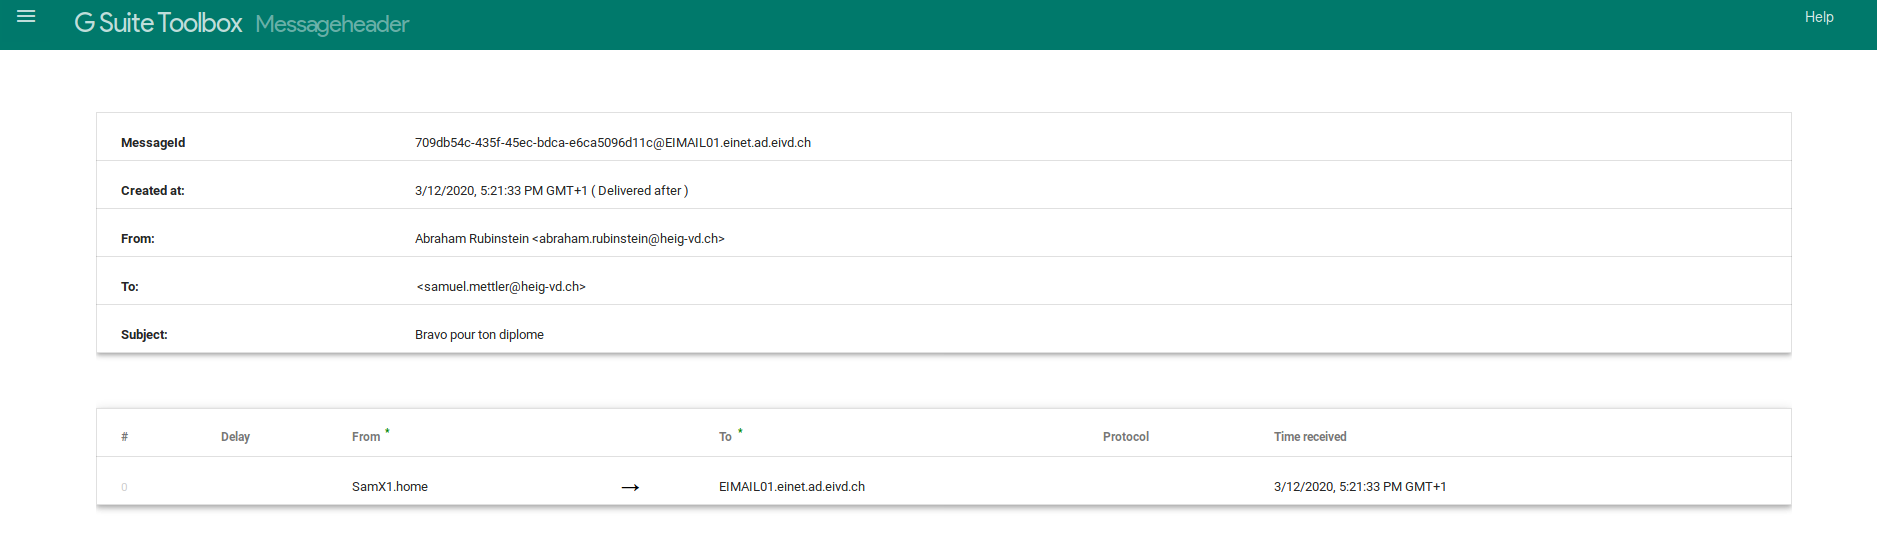 G Suite Toolbox Messageheader Help
MessageId 709db54c-435f-45ec-bdca-e6ca5096d11c@EIMAIL01.einet.ad.eivd.ch
Created at: 3/12/2020, 5:21:33 PM GMT+1 ( Delivered after )
From: Abraham Rubinstein <abraham.rubinstein@heig-vd.ch>
To: <samuel.mettler@heig-vd.ch>
Subject: Bravo pour ton diplome
# Delay From * To * Protocol Time received
0 SamX1.home → EIMAIL01.einet.ad.eivd.ch 3/12/2020, 5:21:33 PM GMT+1